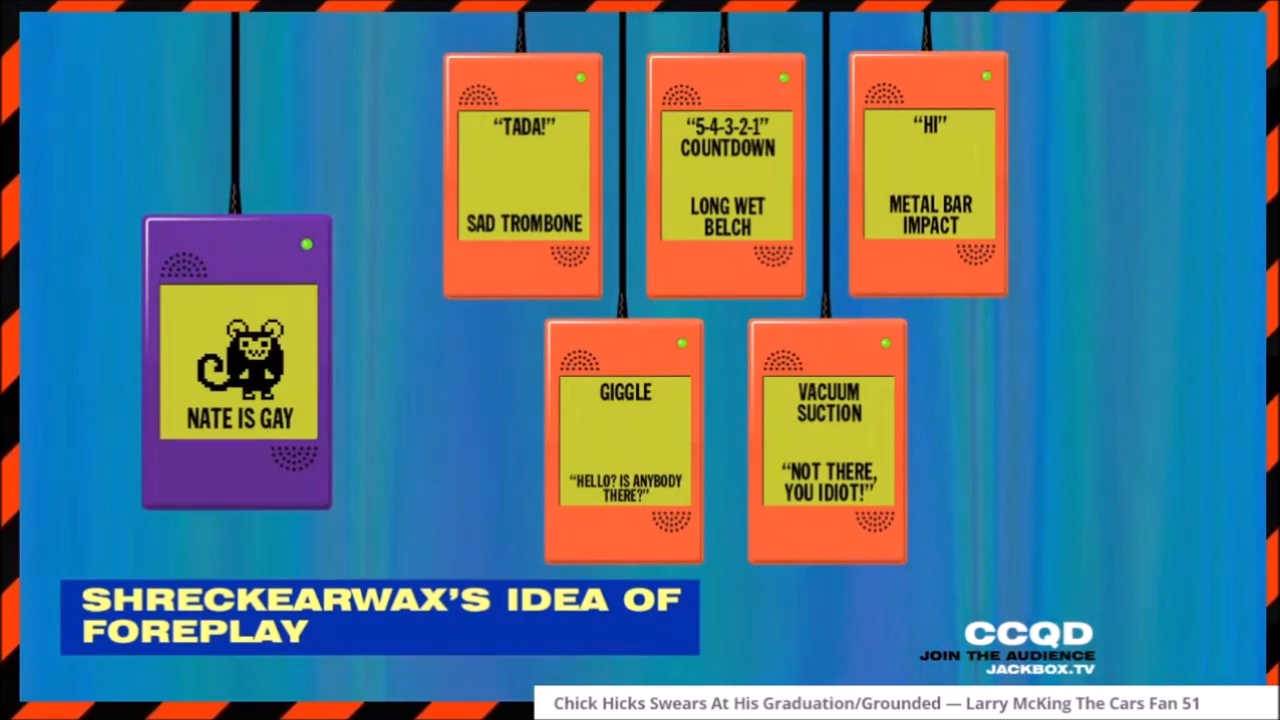 “TADA!”
SAD TROMBONE
“5-4-3-2-1”
COUNTDOWN
LONG WET
BELCH
“HI”
METAL BAR
IMPACT
NATE IS GAY
GIGGLE
“HELLO? IS ANYBODY
THERE?”
VACUUM
SUCTION
“NOT THERE,
YOU IDIOT!”
SHRECKEARWAX’S IDEA OF
FOREPLAY
CCQD
JOIN THE AUDIENCE
JACKBOX.TV
Chick Hicks Swears At His Graduation/Grounded — Larry McKing The Cars Fan 51